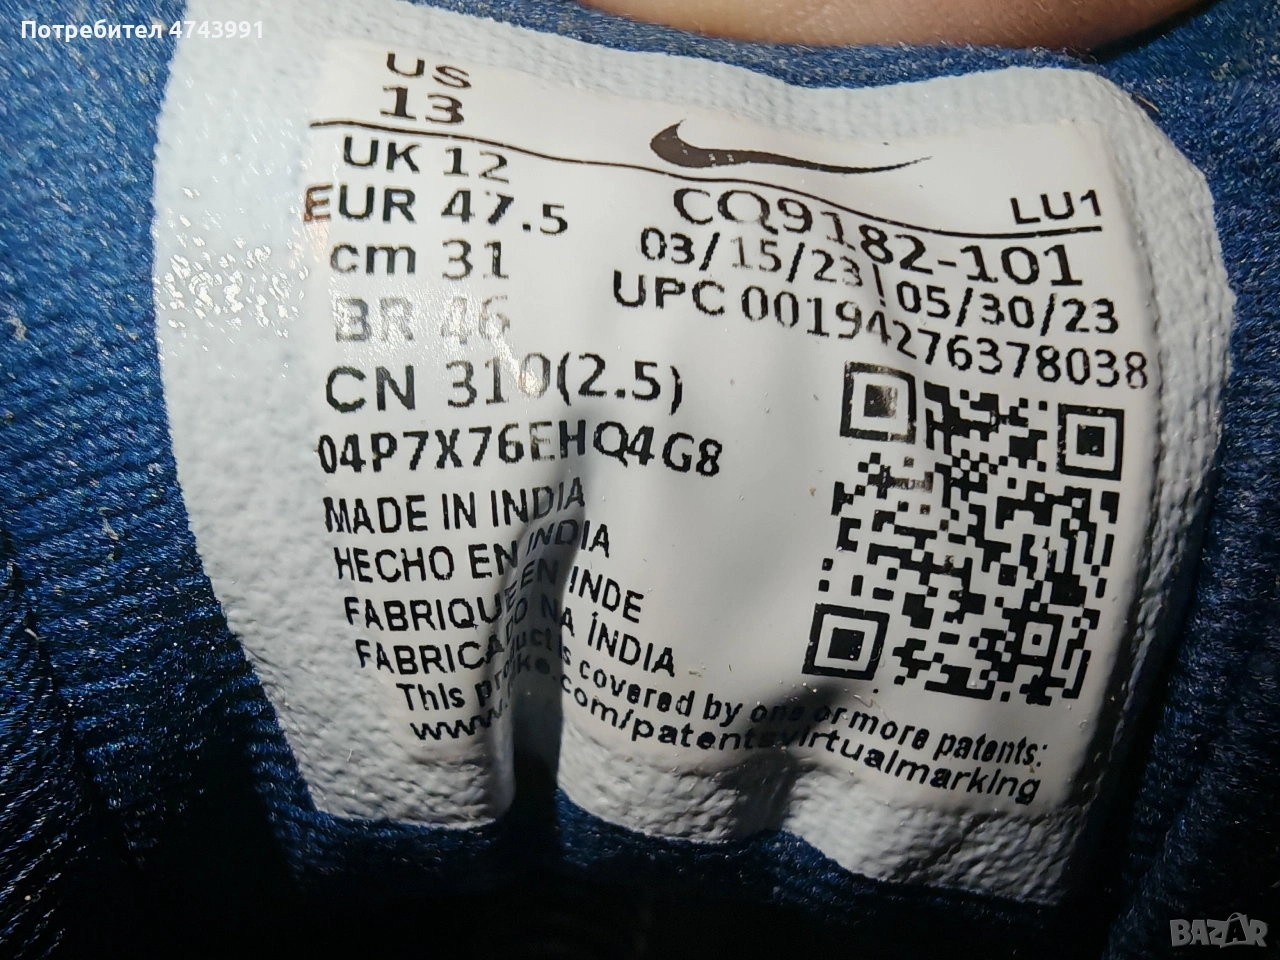 Потребител 4743991
US
13
UK 12
EUR 47.5
cm 31
BR 46
CN 310(2.5)
04P7X76EHQ4G8
MADE IN INDIA
HECHO EN INDIA
FABRIQUE EN INDE
FABRICADO NA ÍNDIA
This product is covered by one or more patents:
www.nike.com/patentsvirtualmarking
LU1
CQ9182-101
03/15/23 05/30/23
UPC 00194276378038
BAZAR